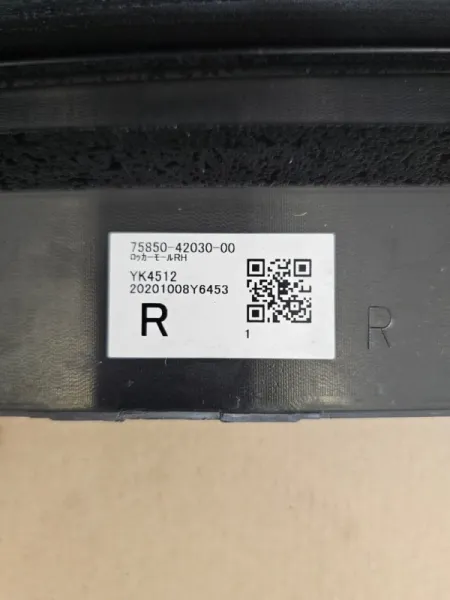 75850-42030-00
ﾛｯｶｰﾓｰﾙRH
YK4512
20201008Y6453
R
1
R